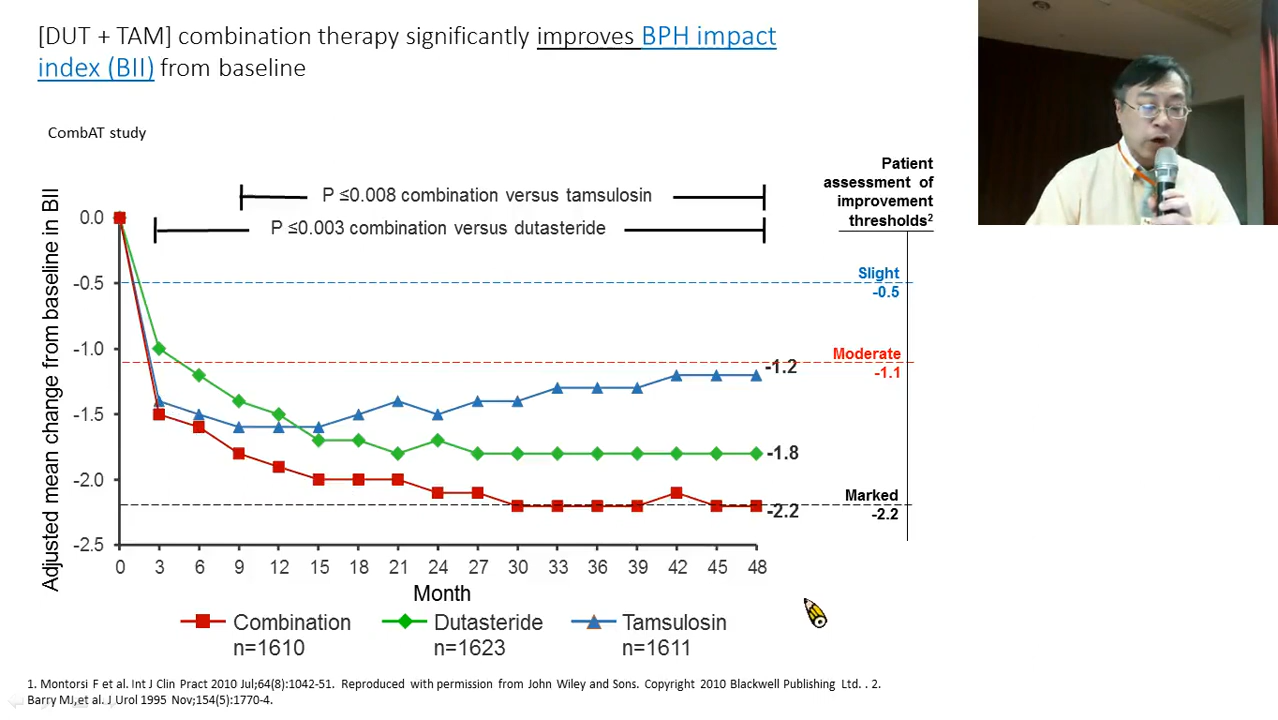 [DUT + TAM] combination therapy significantly improves BPH impact
index (BII) from baseline
CombAT study
Patient
assessment of
improvement
thresholds2
P ≤0.008 combination versus tamsulosin
P ≤0.003 combination versus dutasteride
Adjusted mean change from baseline in BII
0.0
-0.5
-1.0
-1.5
-2.0
-2.5
Slight
-0.5
Moderate
-1.1
Marked
-2.2
-1.2
-1.8
-2.2
0 3 6 9 12 15 18 21 24 27 30 33 36 39 42 45 48
Month
Combination Dutasteride Tamsulosin
n=1610 n=1623 n=1611
1. Montorsi F et al. Int J Clin Pract 2010 Jul;64(8):1042-51. Reproduced with permission from John Wiley and Sons. Copyright 2010 Blackwell Publishing Ltd. . 2.
Barry MJ,et al. J Urol 1995 Nov;154(5):1770-4.